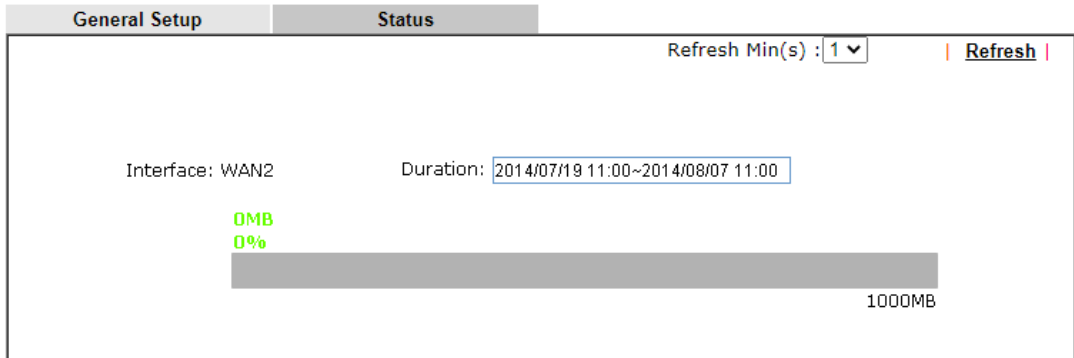 General Setup Status
Refresh Min(s) : 1 | Refresh |
Interface: WAN2 Duration: 2014/07/19 11:00~2014/08/07 11:00
0MB
0%
1000MB